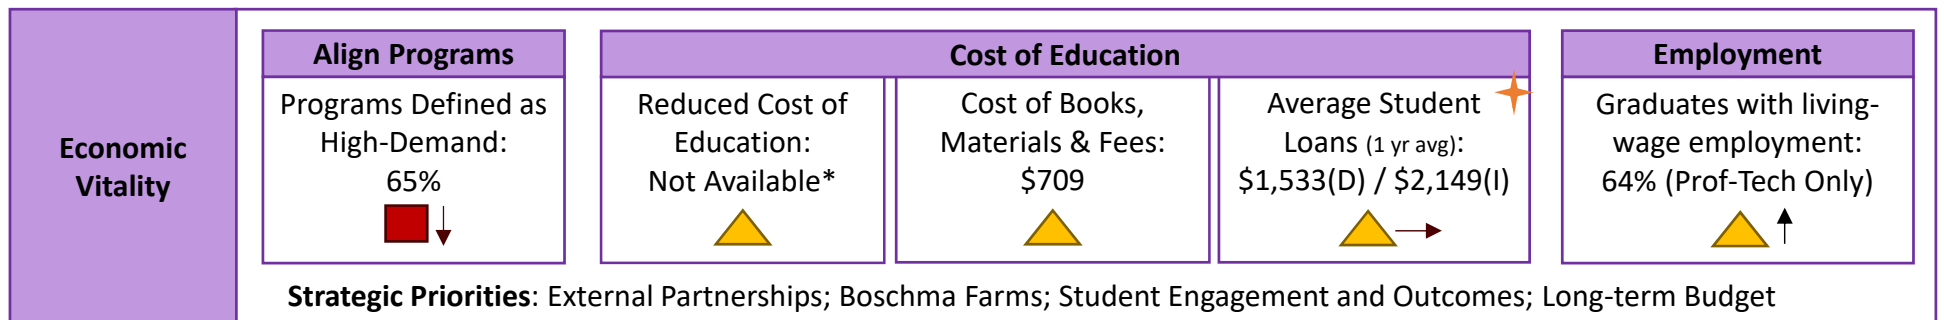 Economic
Vitality
Align Programs
Programs Defined as
High-Demand:
65%
Cost of Education
Reduced Cost of
Education:
Not Available*
Cost of Books,
Materials & Fees:
$709
Average Student
Loans (1 yr avg):
$1,533(D) / $2,149(I)
Employment
Graduates with living-
wage employment:
64% (Prof-Tech Only)
Strategic Priorities: External Partnerships; Boschma Farms; Student Engagement and Outcomes; Long-term Budget